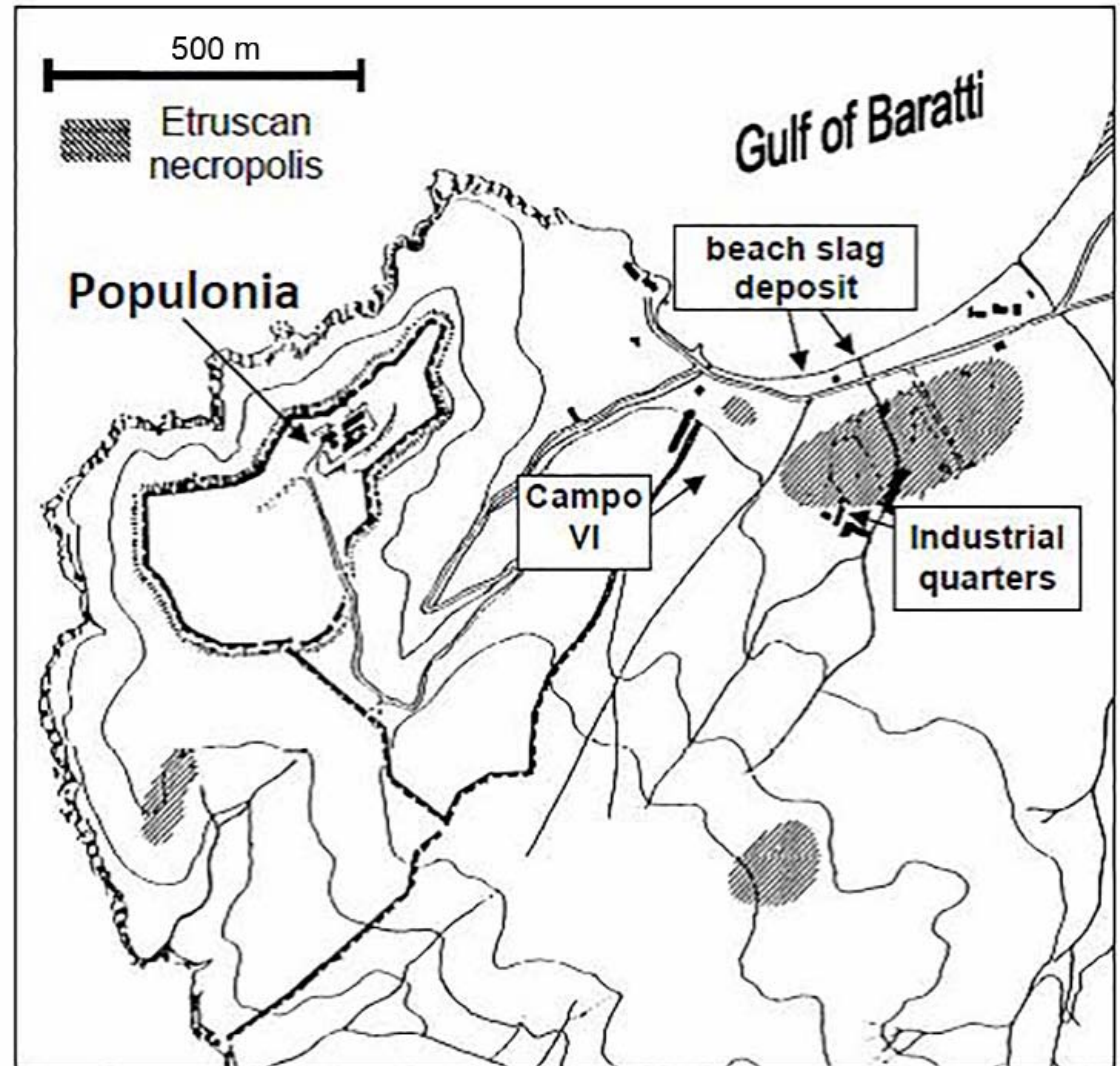 500 m
Etruscan
necropolis
Gulf of Baratti
beach slag
deposit
Populonia
Campo
VI
Industrial
quarters